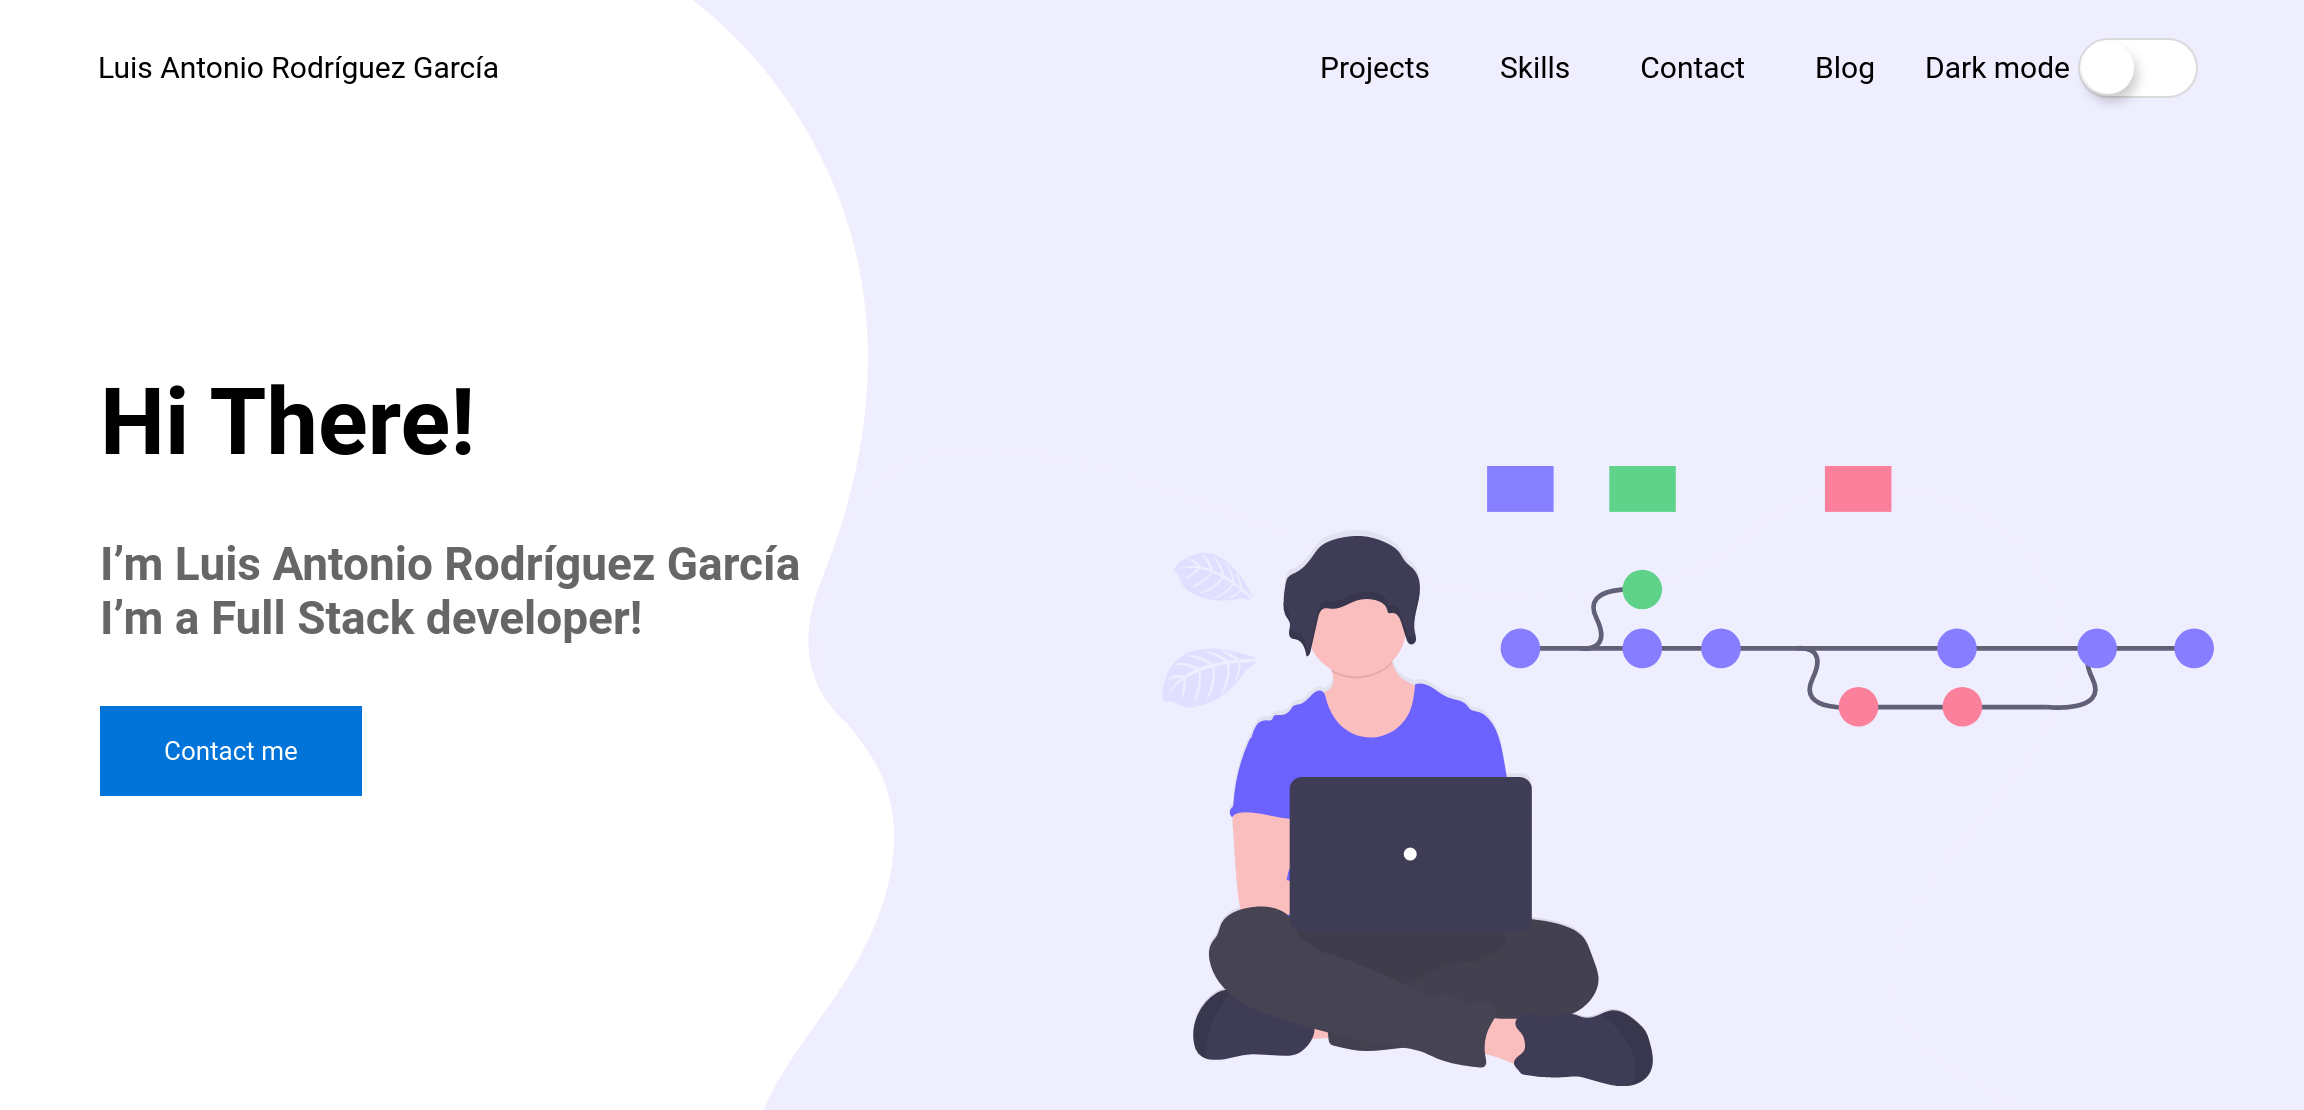 Luis Antonio Rodríguez García
Projects Skills Contact Blog Dark mode
Hi There!
I’m Luis Antonio Rodríguez García
I’m a Full Stack developer!
Contact me